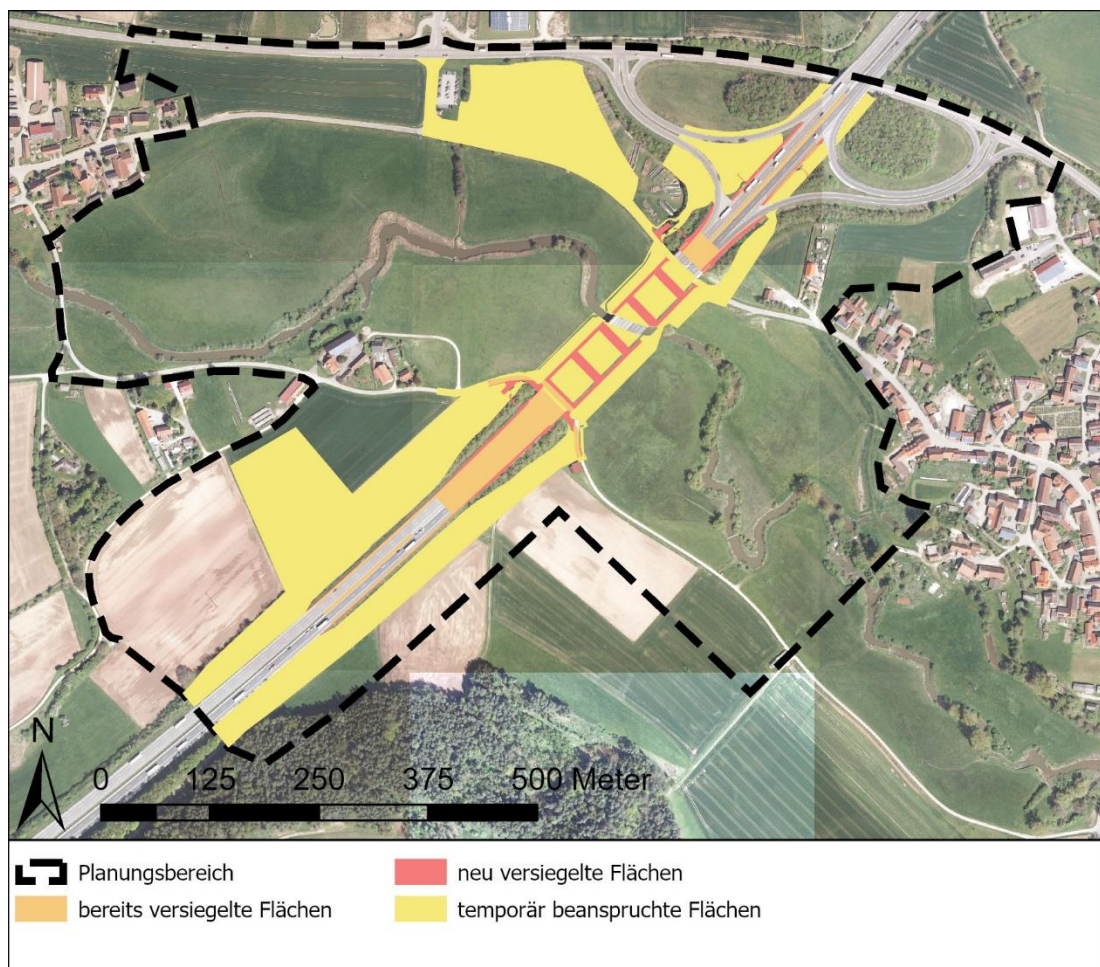 N
0 125 250 375 500 Meter
Planungsbereich
neu versiegelte Flächen
bereits versiegelte Flächen
temporär beanspruchte Flächen